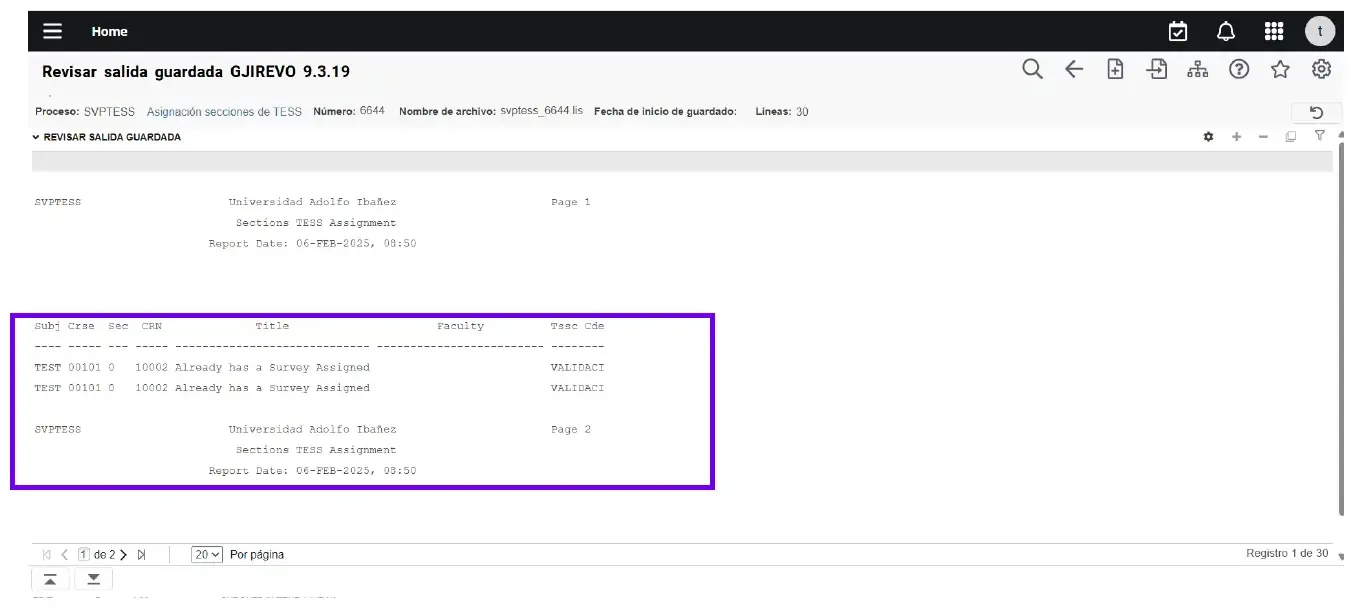 Home
t
Revisar salida guardada GJIREVO 9.3.19
Proceso: SVPTESS Asignación secciones de TESS Número: 6644 Nombre de archivo: svptess_6644.lis Fecha de inicio de guardado: Líneas: 30
REVISAR SALIDA GUARDADA
SVPTESS Universidad Adolfo Ibañez Page 1
Sections TESS Assignment
Report Date: 06-FEB-2025, 08:50
Subj Crse Sec CRN Title Faculty Tssc Cde
---- ----- --- ----- ----------------------------- ------------------------- --------
TEST 00101 0 10002 Already has a Survey Assigned VALIDACI
TEST 00101 0 10002 Already has a Survey Assigned VALIDACI
SVPTESS Universidad Adolfo Ibañez Page 2
Sections TESS Assignment
Report Date: 06-FEB-2025, 08:50
1 de 2 20 Por página Registro 1 de 30